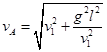 v_A = \sqrt{v_1^2 + \frac{g^2 l^2}{v_1^2}}